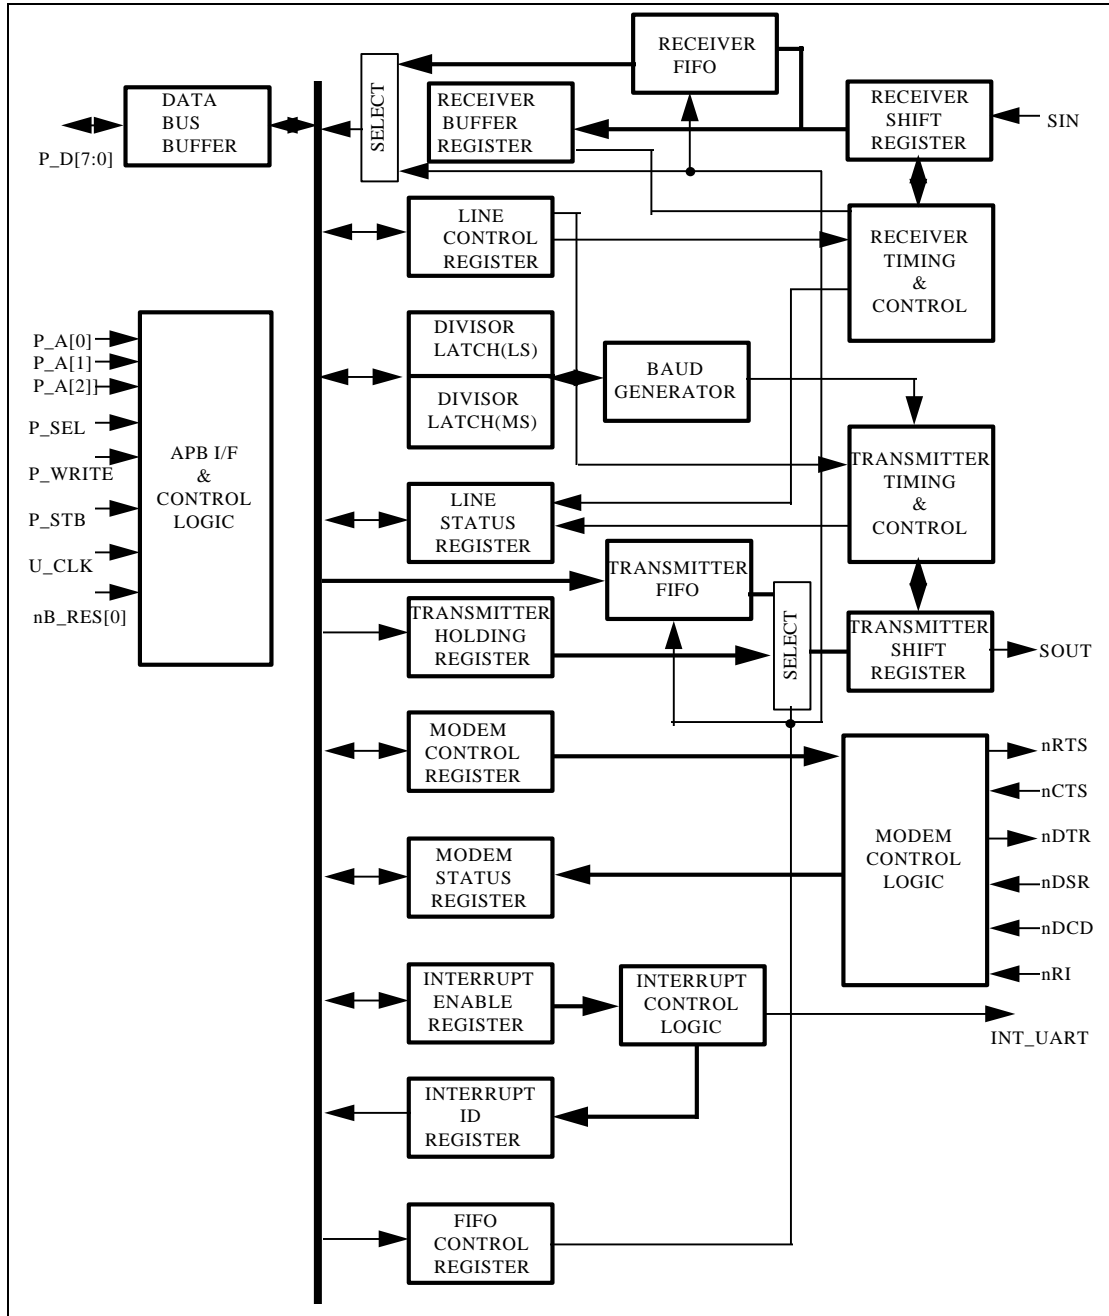 RECEIVER
FIFO
SELECT
DATA
BUS
BUFFER
RECEIVER
BUFFER
REGISTER
RECEIVER
SHIFT
REGISTER
SIN
P_D[7:0]
LINE
CONTROL
REGISTER
RECEIVER
TIMING
&
CONTROL
P_A[0]
P_A[1]
P_A[2]]
P_SEL
P_WRITE
P_STB
U_CLK
nB_RES[0]
APB I/F
&
CONTROL
LOGIC
DIVISOR
LATCH(LS)
DIVISOR
LATCH(MS)
BAUD
GENERATOR
TRANSMITTER
TIMING
&
CONTROL
LINE
STATUS
REGISTER
TRANSMITTER
FIFO
TRANSMITTER
HOLDING
REGISTER
SELECT
TRANSMITTER
SHIFT
REGISTER
SOUT
MODEM
CONTROL
REGISTER
MODEM
CONTROL
LOGIC
nRTS
nCTS
nDTR
nDSR
nDCD
nRI
MODEM
STATUS
REGISTER
INTERRUPT
ENABLE
REGISTER
INTERRUPT
CONTROL
LOGIC
INT_UART
INTERRUPT
ID
REGISTER
FIFO
CONTROL
REGISTER